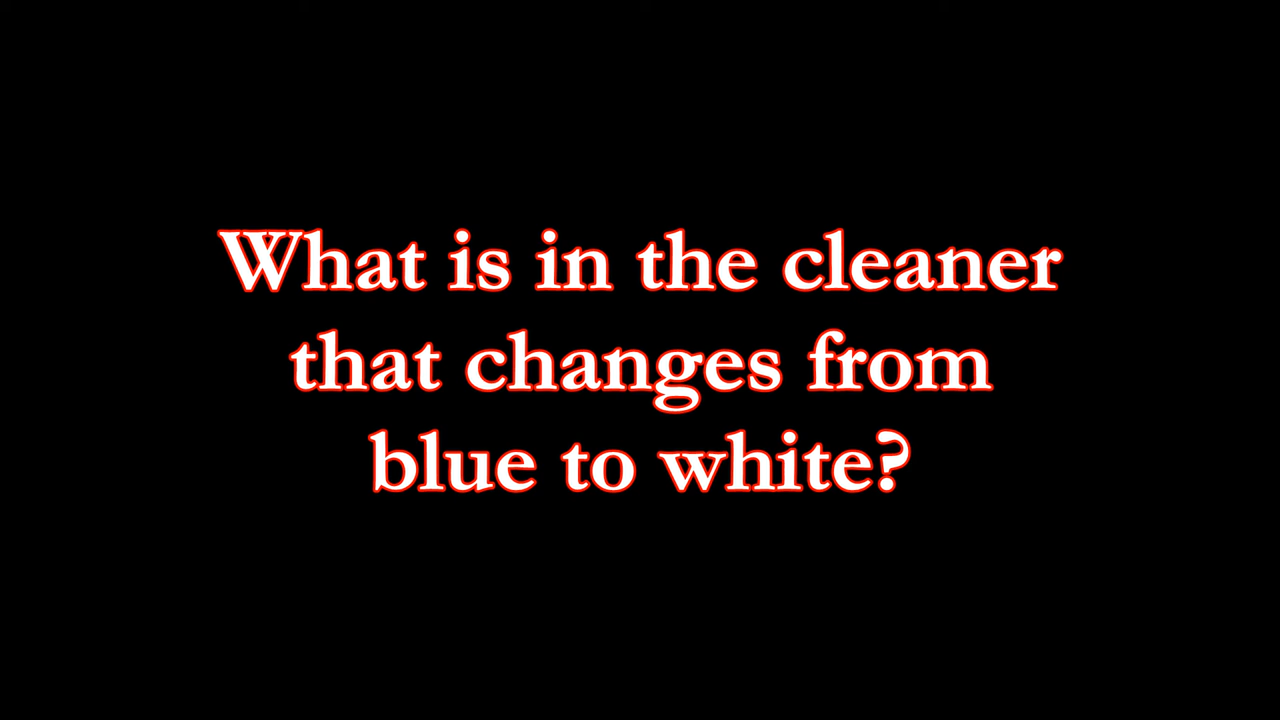 What is in the cleaner
that changes from
blue to white?